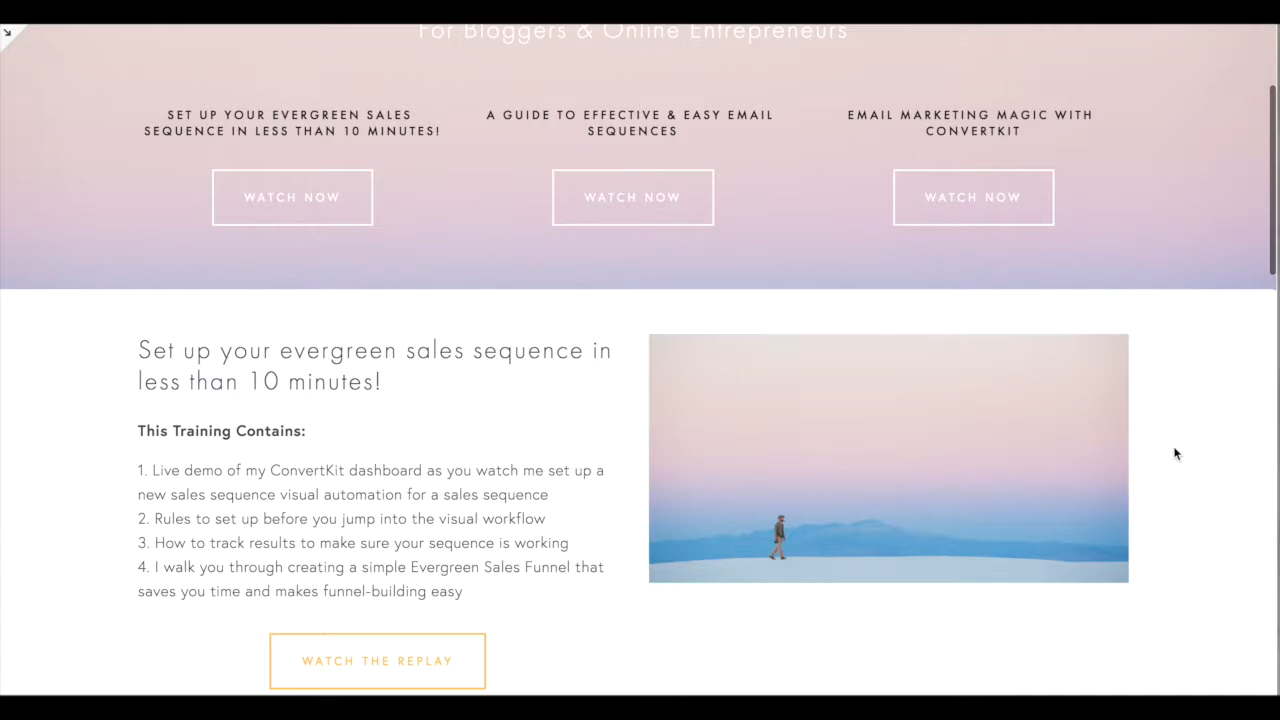 For Bloggers & Online Entrepreneurs
SET UP YOUR EVERGREEN SALES
SEQUENCE IN LESS THAN 10 MINUTES!
WATCH NOW
A GUIDE TO EFFECTIVE & EASY EMAIL
SEQUENCES
WATCH NOW
EMAIL MARKETING MAGIC WITH
CONVERTKIT
WATCH NOW
Set up your evergreen sales sequence in
less than 10 minutes!
This Training Contains:
1. Live demo of my ConvertKit dashboard as you watch me set up a
new sales sequence visual automation for a sales sequence
2. Rules to set up before you jump into the visual workflow
3. How to track results to make sure your sequence is working
4. I walk you through creating a simple Evergreen Sales Funnel that
saves you time and makes funnel-building easy
WATCH THE REPLAY